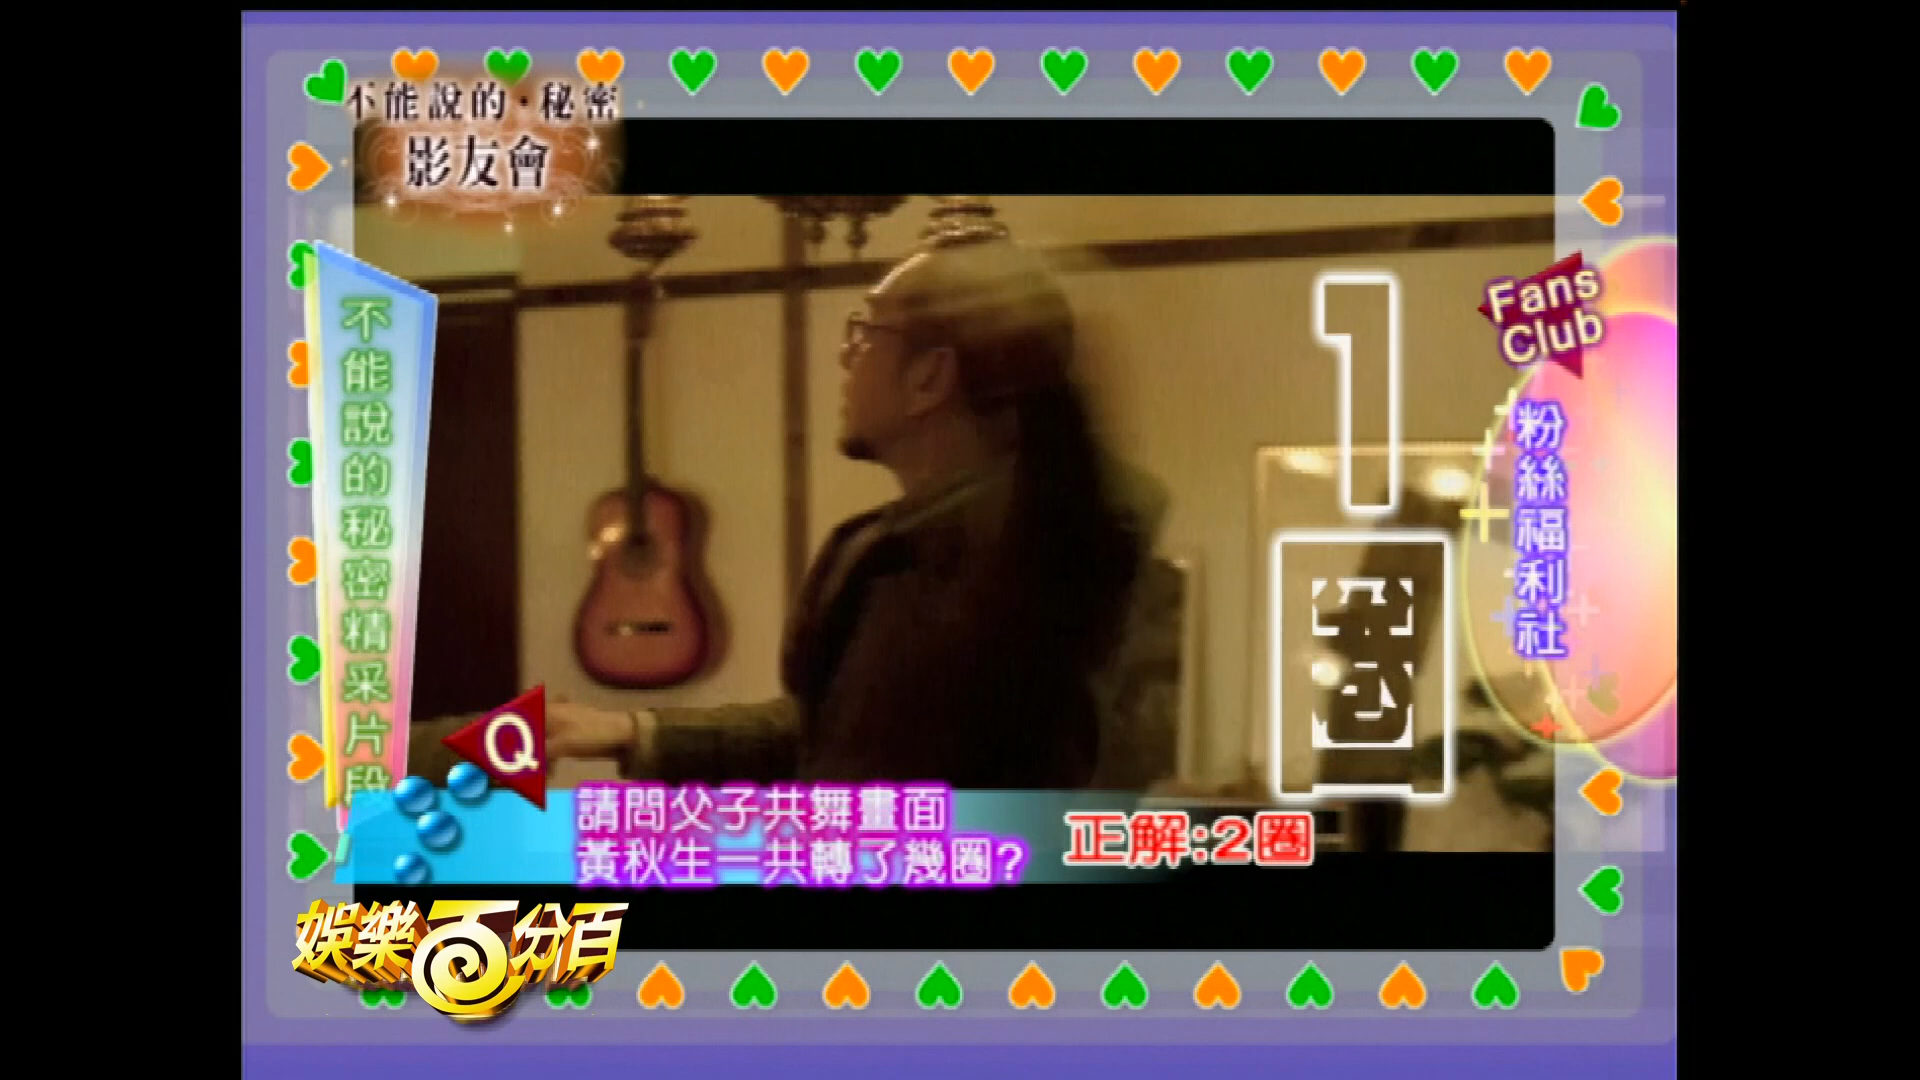 不能說的·秘密
影友會
Fans
Club
粉絲福利社
不能說的秘密精采片段
1
圈
Q
請問父子共舞畫面
黃秋生一共轉了幾圈?
正解:2圈
娛樂百分百